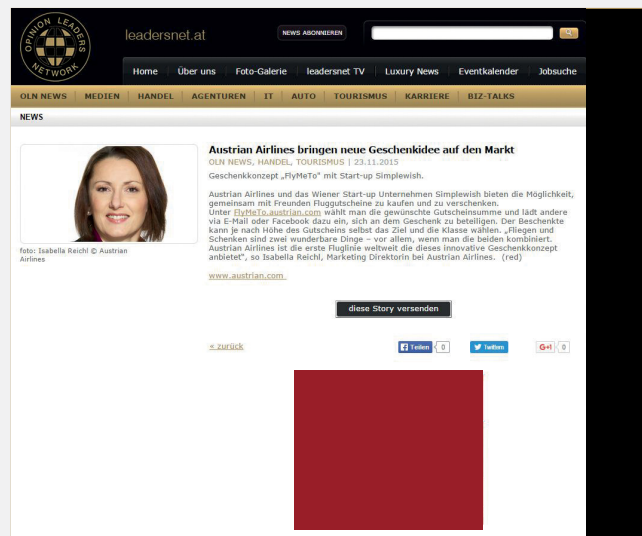 OPINION LEADERS NETWORK
leadersnet.at
NEWS ABONNIEREN
Home Über uns Foto-Galerie leadersnet TV Luxury News Eventkalender Jobsuche
OLN NEWS MEDIEN HANDEL AGENTUREN IT AUTO TOURISMUS KARRIERE BIZ-TALKS
NEWS
Austrian Airlines bringen neue Geschenkidee auf den Markt
OLN NEWS, HANDEL, TOURISMUS | 23.11.2015
Geschenkkonzept „FlyMeTo" mit Start-up Simplewish.
Austrian Airlines und das Wiener Start-up Unternehmen Simplewish bieten die Möglichkeit,
gemeinsam mit Freunden Fluggutscheine zu kaufen und zu verschenken.
Unter FlyMeTo.austrian.com wählt man die gewünschte Gutscheinsumme und lädt andere
via E-Mail oder Facebook dazu ein, sich an dem Geschenk zu beteiligen. Der Beschenkte
kann je nach Höhe des Gutscheins selbst das Ziel und die Klasse wählen. „Fliegen und
Schenken sind zwei wunderbare Dinge – vor allem, wenn man die beiden kombiniert.
Austrian Airlines ist die erste Fluglinie weltweit die dieses innovative Geschenkkonzept
anbietet", so Isabella Reichl, Marketing Direktorin bei Austrian Airlines. (red)
foto: Isabella Reichl © Austrian
Airlines
www.austrian.com
diese Story versenden
« zurück
Teilen 0
Twittern
G+1 0